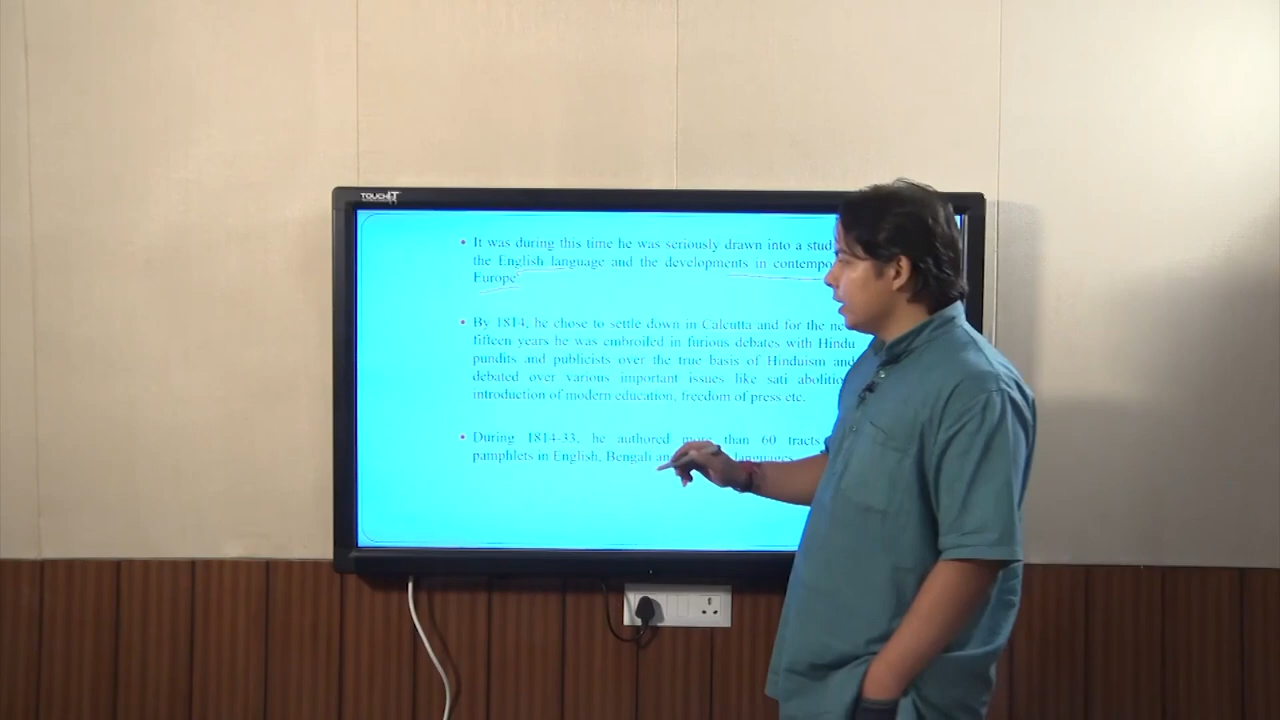 TOUCHIT
• It was during this time he was seriously drawn into a
the English language and the developments in
Europe
• By 1814, he chose to settle down in Calcutta and for the
fifteen years he was embroiled in furious debates with Hindu
pundits and publicists over the true basis of Hinduism and
debated over various important issues like sati
introduction of modern education, freedom of press etc.
• During 1814-33, he authored more than 60 tracts
pamphlets in English, Bengali languages